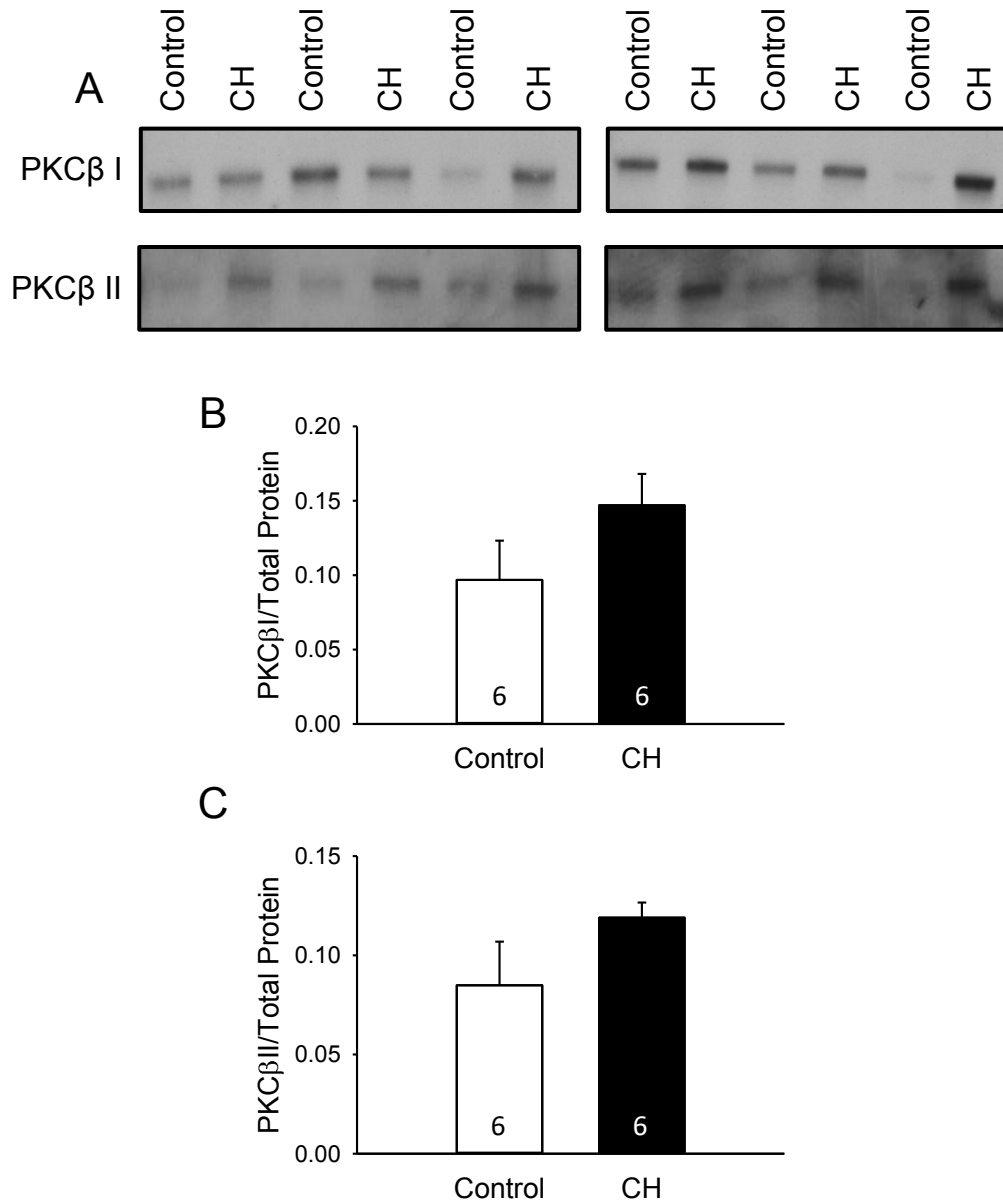 A
Control CH Control CH Control CH
Control CH Control CH Control CH
PKCβ I
PKCβ II
B
PKCβI/Total Protein
0.20
0.15
0.10
0.05
0.00
6 6
Control CH
C
PKCβII/Total Protein
0.15
0.10
0.05
0.00
6 6
Control CH